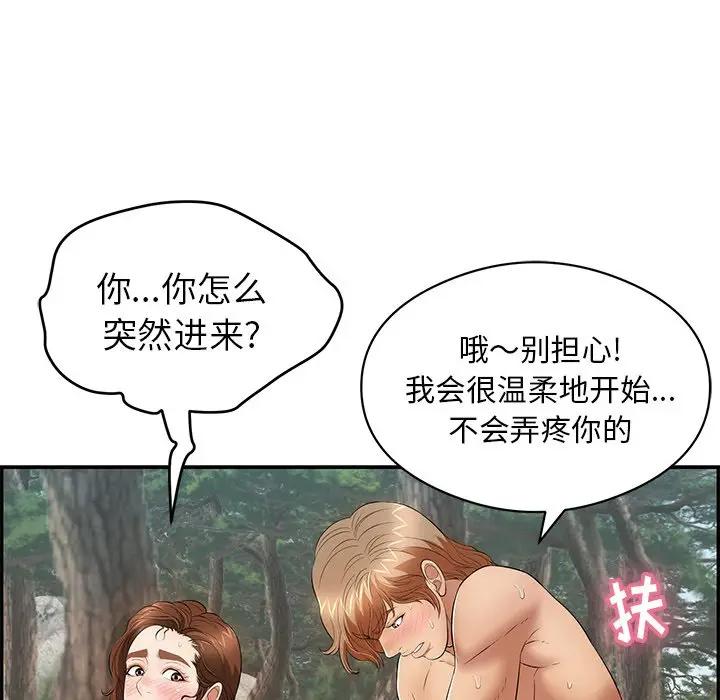 你…你怎么
突然进来?
哦～别担心!
我会很温柔地开始…
不会弄疼你的
扶